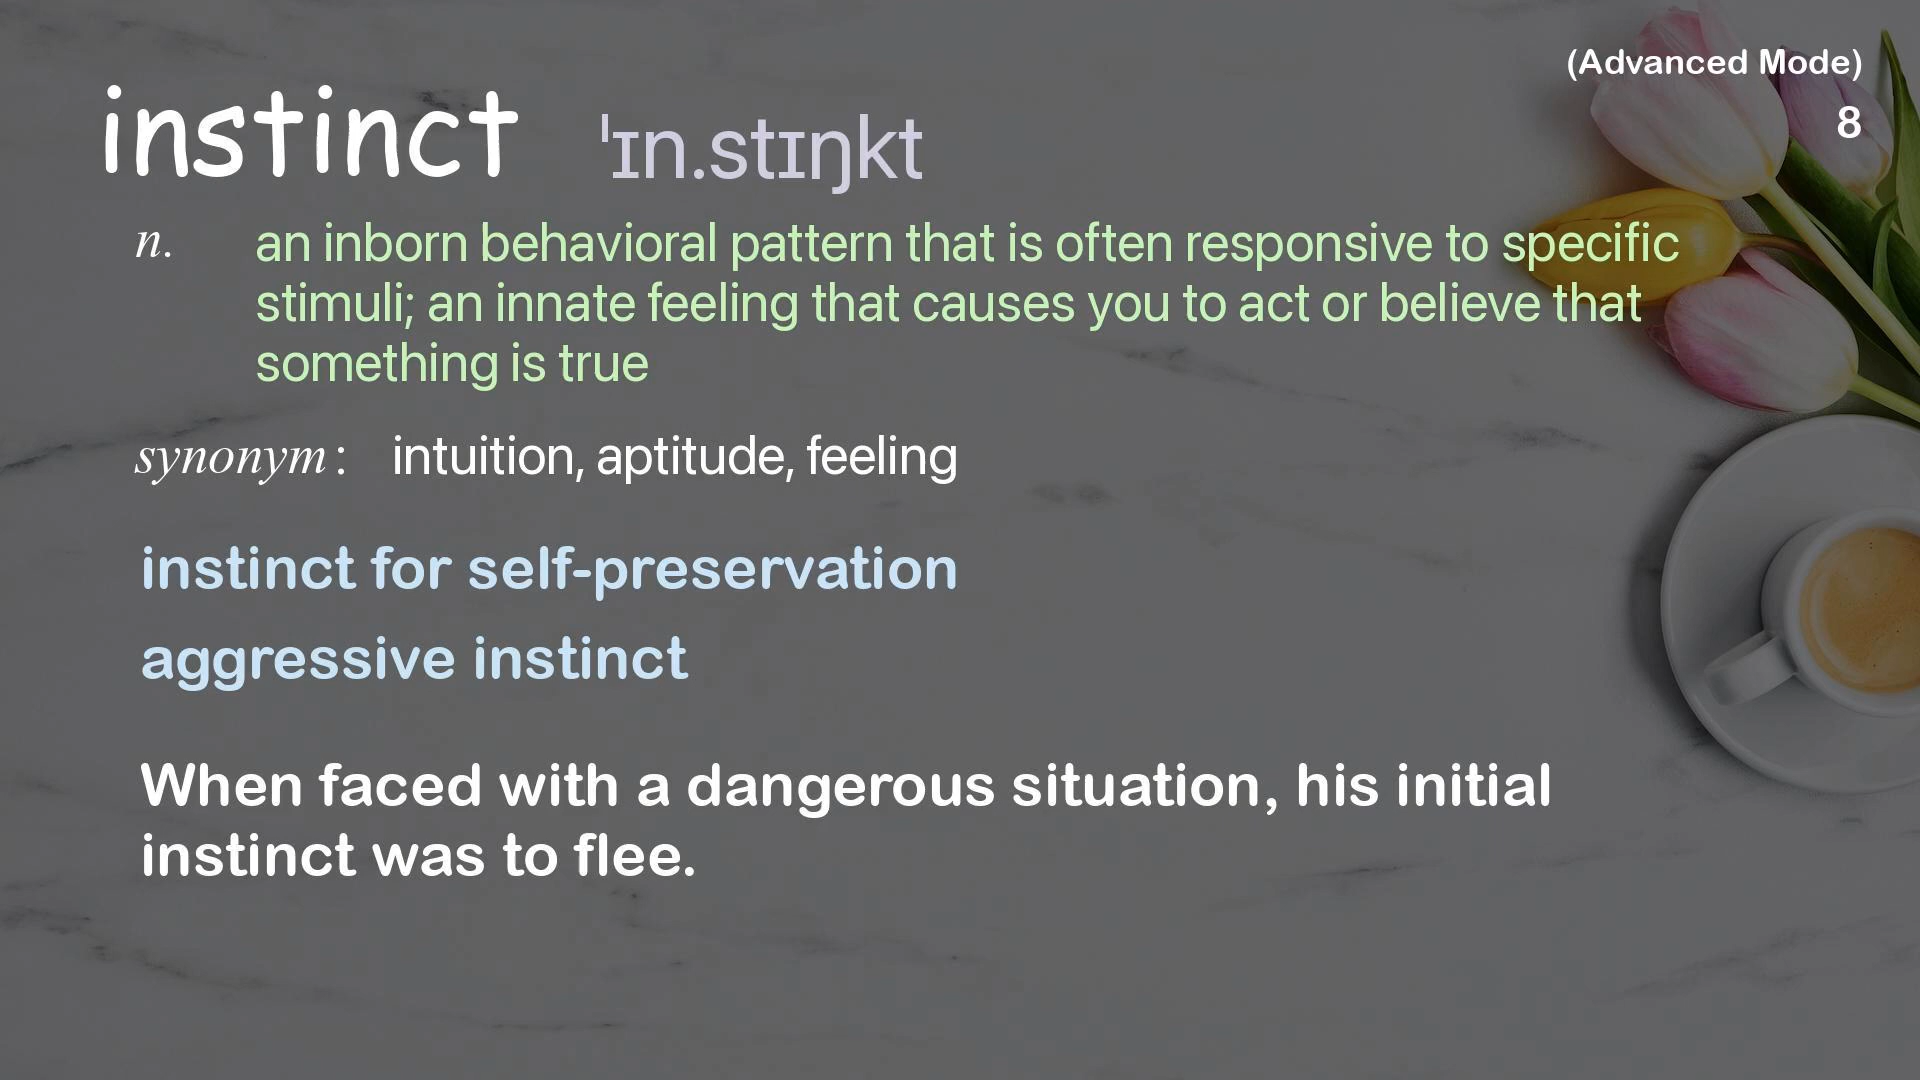 (Advanced Mode)
8
instinct ˈɪn.stɪŋkt
n. an inborn behavioral pattern that is often responsive to specific
stimuli; an innate feeling that causes you to act or believe that
something is true
synonym: intuition, aptitude, feeling
instinct for self-preservation
aggressive instinct
When faced with a dangerous situation, his initial
instinct was to flee.